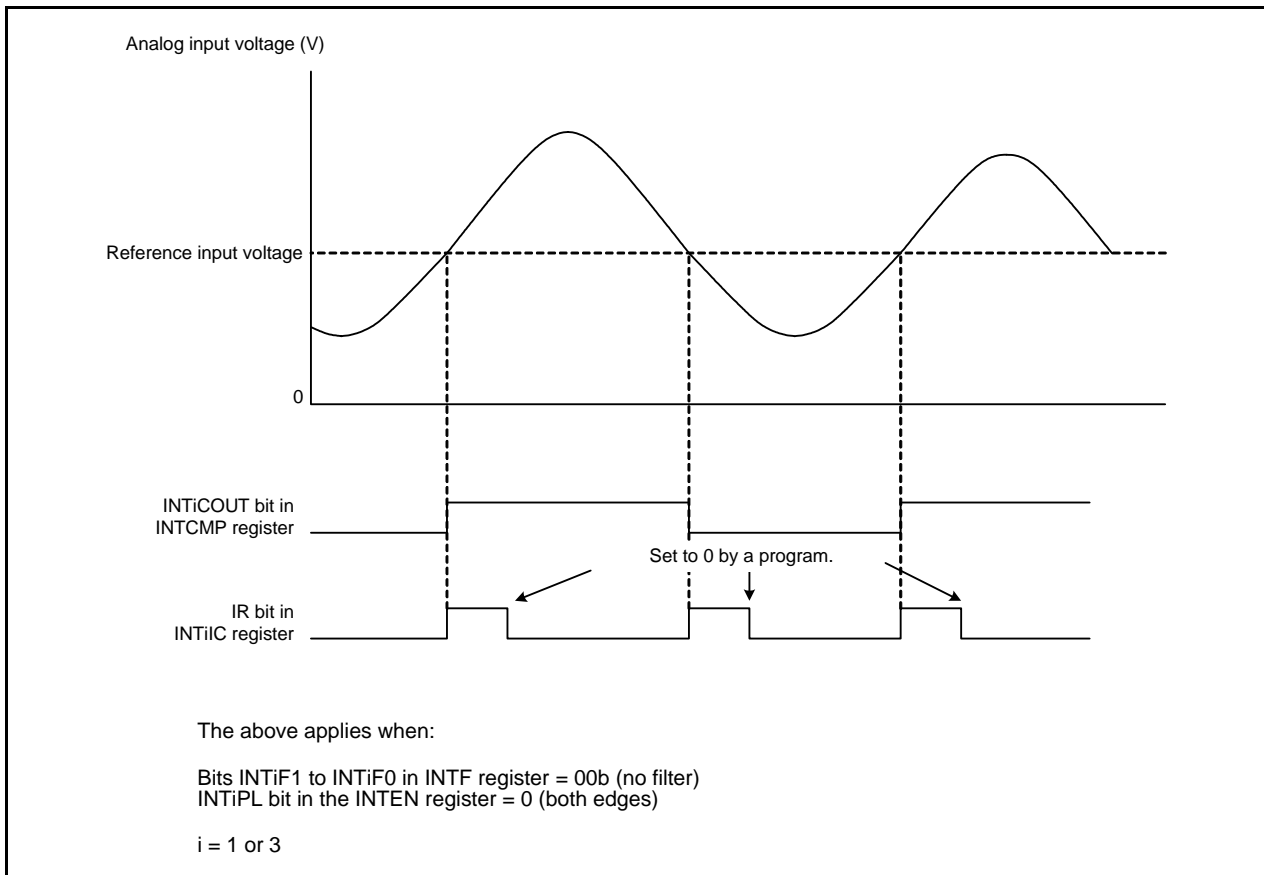 Analog input voltage (V)
Reference input voltage
0
INTiCOUT bit in
INTCMP register
Set to 0 by a program.
IR bit in
INTiIC register
The above applies when:
Bits INTiF1 to INTiF0 in INTF register = 00b (no filter)
INTiPL bit in the INTEN register = 0 (both edges)
i = 1 or 3